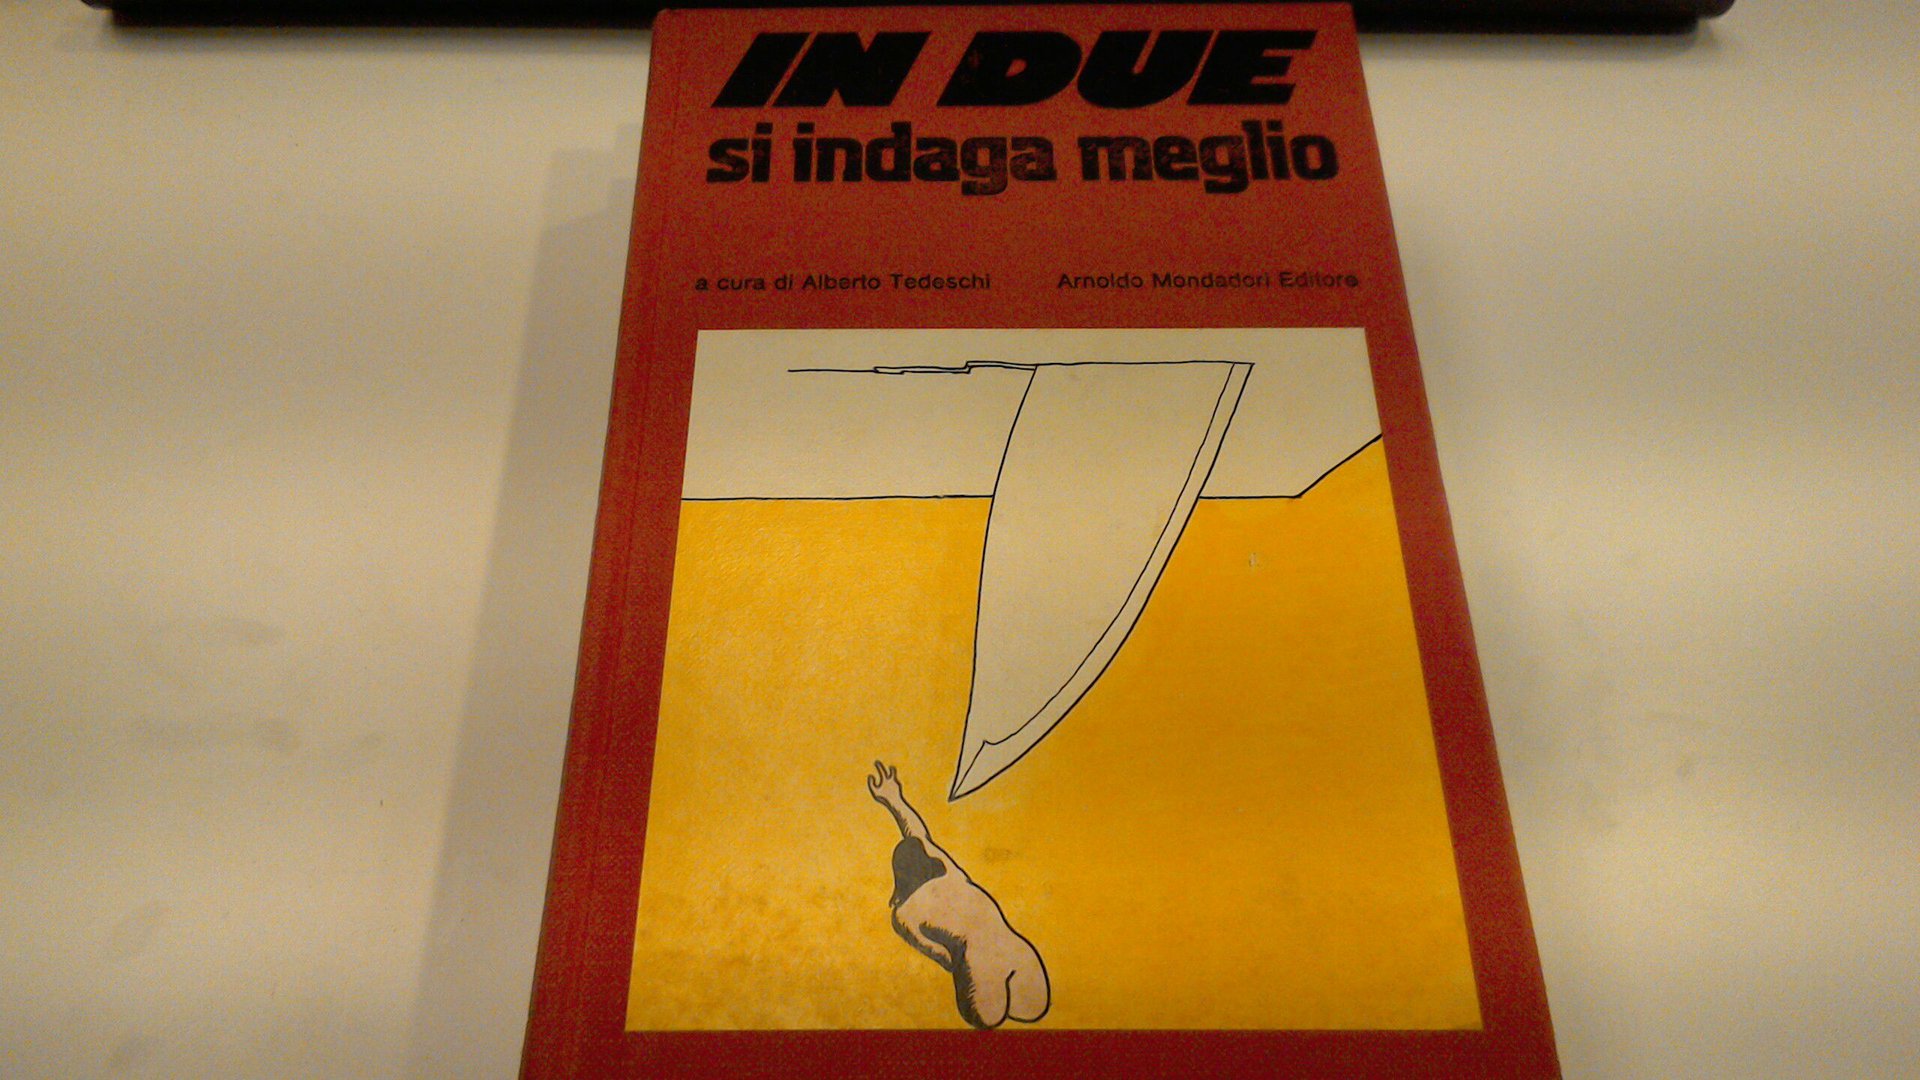 IN DUE
si indaga meglio
a cura di Alberto Tedeschi Arnoldo Mondadori Editore